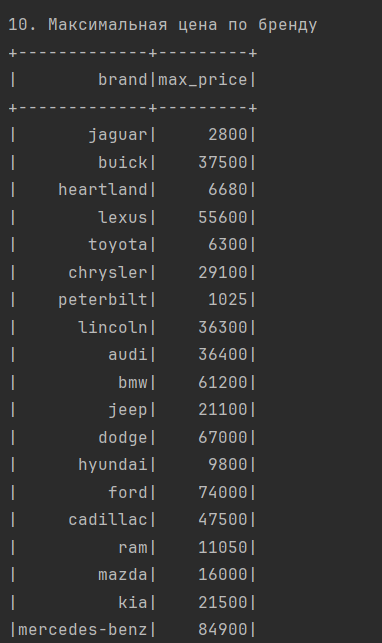 10. Максимальная цена по бренду
+-------------+---------+
|        brand|max_price|
+-------------+---------+
|       jaguar|     2800|
|        buick|    37500|
|    heartland|     6680|
|        lexus|    55600|
|       toyota|     6300|
|     chrysler|    29100|
|    peterbilt|     1025|
|      lincoln|    36300|
|         audi|    36400|
|          bmw|    61200|
|         jeep|    21100|
|        dodge|    67000|
|      hyundai|     9800|
|         ford|    74000|
|     cadillac|    47500|
|          ram|    11050|
|        mazda|    16000|
|          kia|    21500|
|mercedes-benz|    84900|